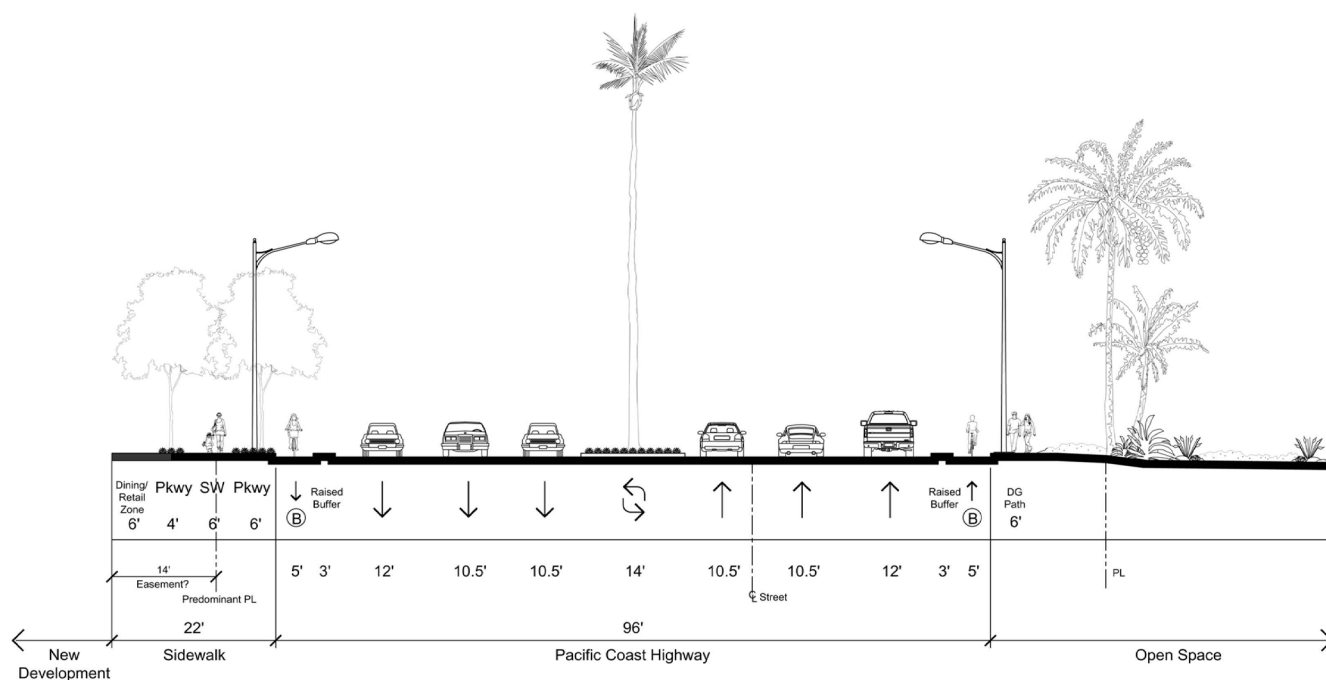 Dining/
Retail
Zone
6'
Pkwy
4'
SW
6'
Pkwy
6'
B
Raised
Buffer
Raised
Buffer
B
DG
Path
6'
14'
Easement?
Predominant PL
5' 3' 12' 10.5' 10.5' 14' 10.5' 10.5' 12' 3' 5'
CL Street
PL
22'
96'
New
Development
Sidewalk
Pacific Coast Highway
Open Space